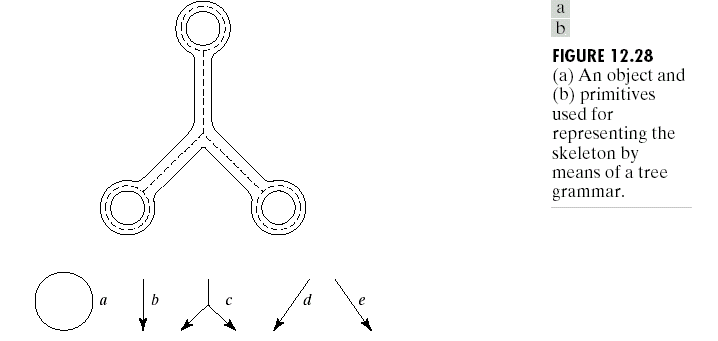 a
b
FIGURE 12.28
(a) An object and
(b) primitives
used for
representing the
skeleton by
means of a tree
grammar.
a b c d e